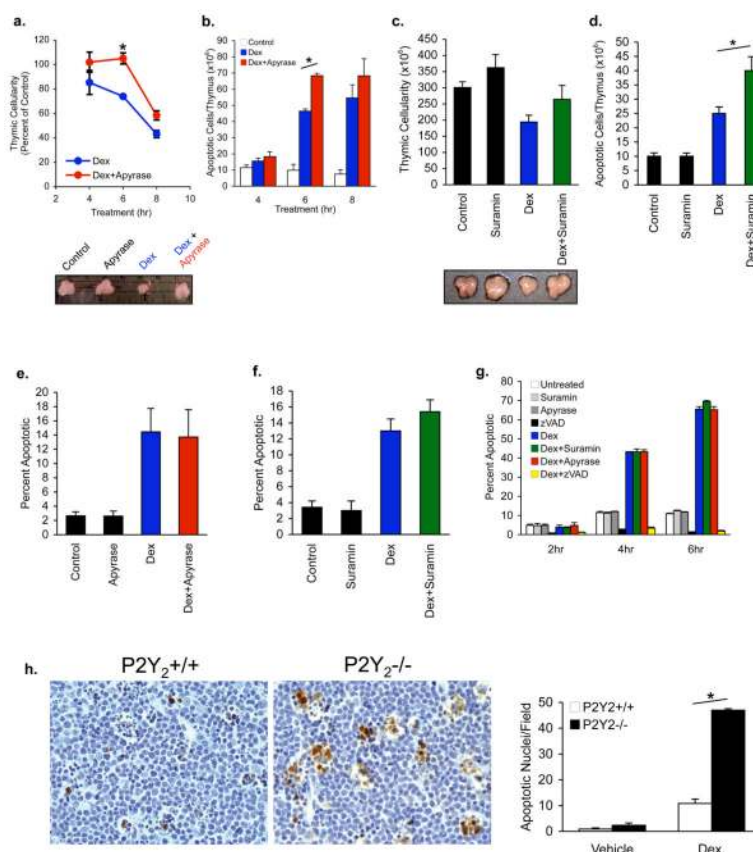 a.
Thymic Cellularity
(Percent of Control)
120
100
80
60
40
20
0
*
Dex
Dex+Apyrase
2 4 6 8 10
Treatment (hr)
Control
Apyrase
Dex
Dex +
Apyrase
b.
Apoptotic Cells/Thymus (x10⁶)
90
80
70
60
50
40
30
20
10
0
Control
Dex
Dex+Apyrase
*
4 6 8
Treatment (hr)
c.
Thymic Cellularity (x10⁶)
450
400
350
300
250
200
150
100
50
0
Control
Suramin
Dex
Dex+Suramin
d.
Apoptotic Cells/Thymus (x10⁶)
45
40
35
30
25
20
15
10
5
0
*
Control
Suramin
Dex
Dex+Suramin
e.
Percent Apoptotic
20
18
16
14
12
10
8
6
4
2
0
Control
Apyrase
Dex
Dex+Apyrase
f.
Percent Apoptotic
18
16
14
12
10
8
6
4
2
0
Control
Suramin
Dex
Dex+Suramin
g.
Percent Apoptotic
80
70
60
50
40
30
20
10
0
Untreated
Suramin
Apyrase
zVAD
Dex
Dex+Suramin
Dex+Apyrase
Dex+zVAD
2hr 4hr 6hr
h.
P2Y₂+/+
P2Y₂-/-
Apoptotic Nuclei/Field
50
40
30
20
10
0
P2Y2+/+
P2Y2-/-
*
Vehicle Dex